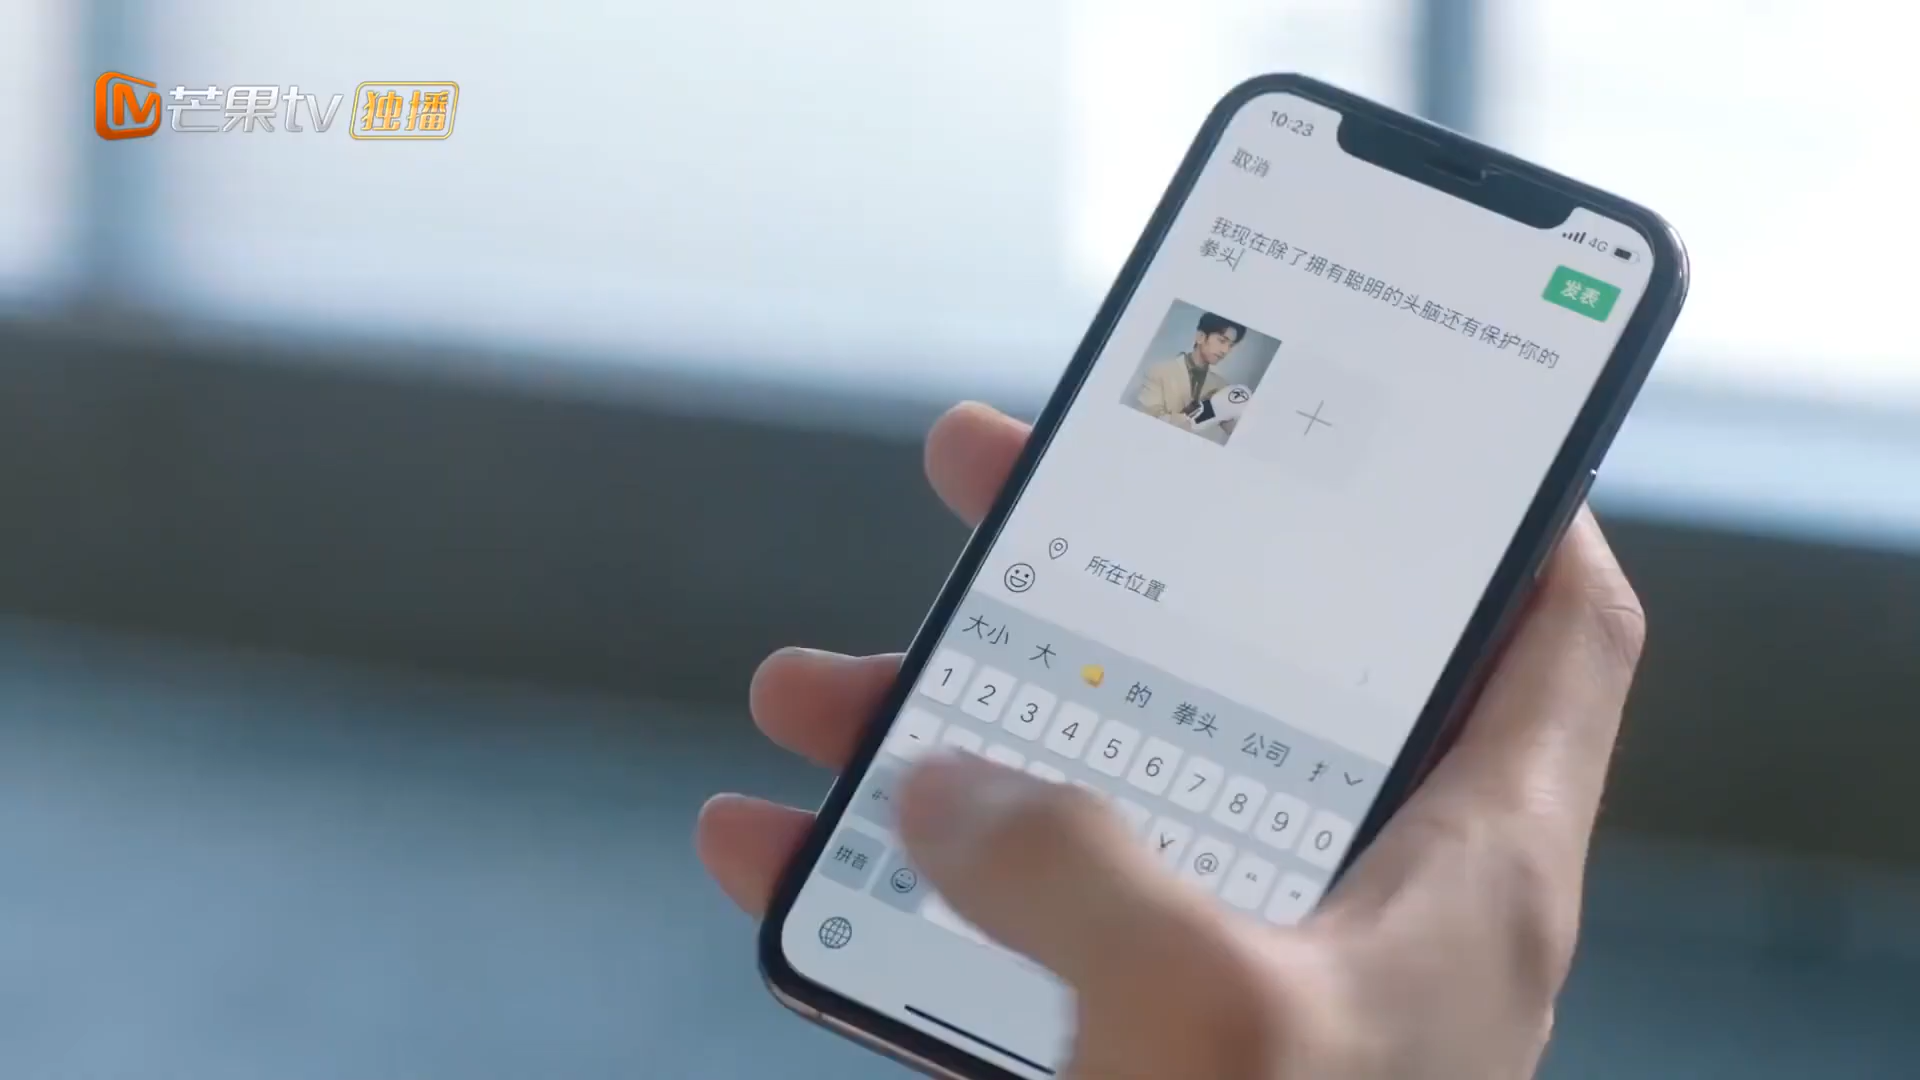 芒果tv 独播
10:23
4G
取消
发表
我现在除了拥有聪明的头脑还有保护你的
拳头
所在位置
大小 大 的 拳头 公司
1 2 3 4 5 6 7 8 9 0
¥ @ “ ”
拼音